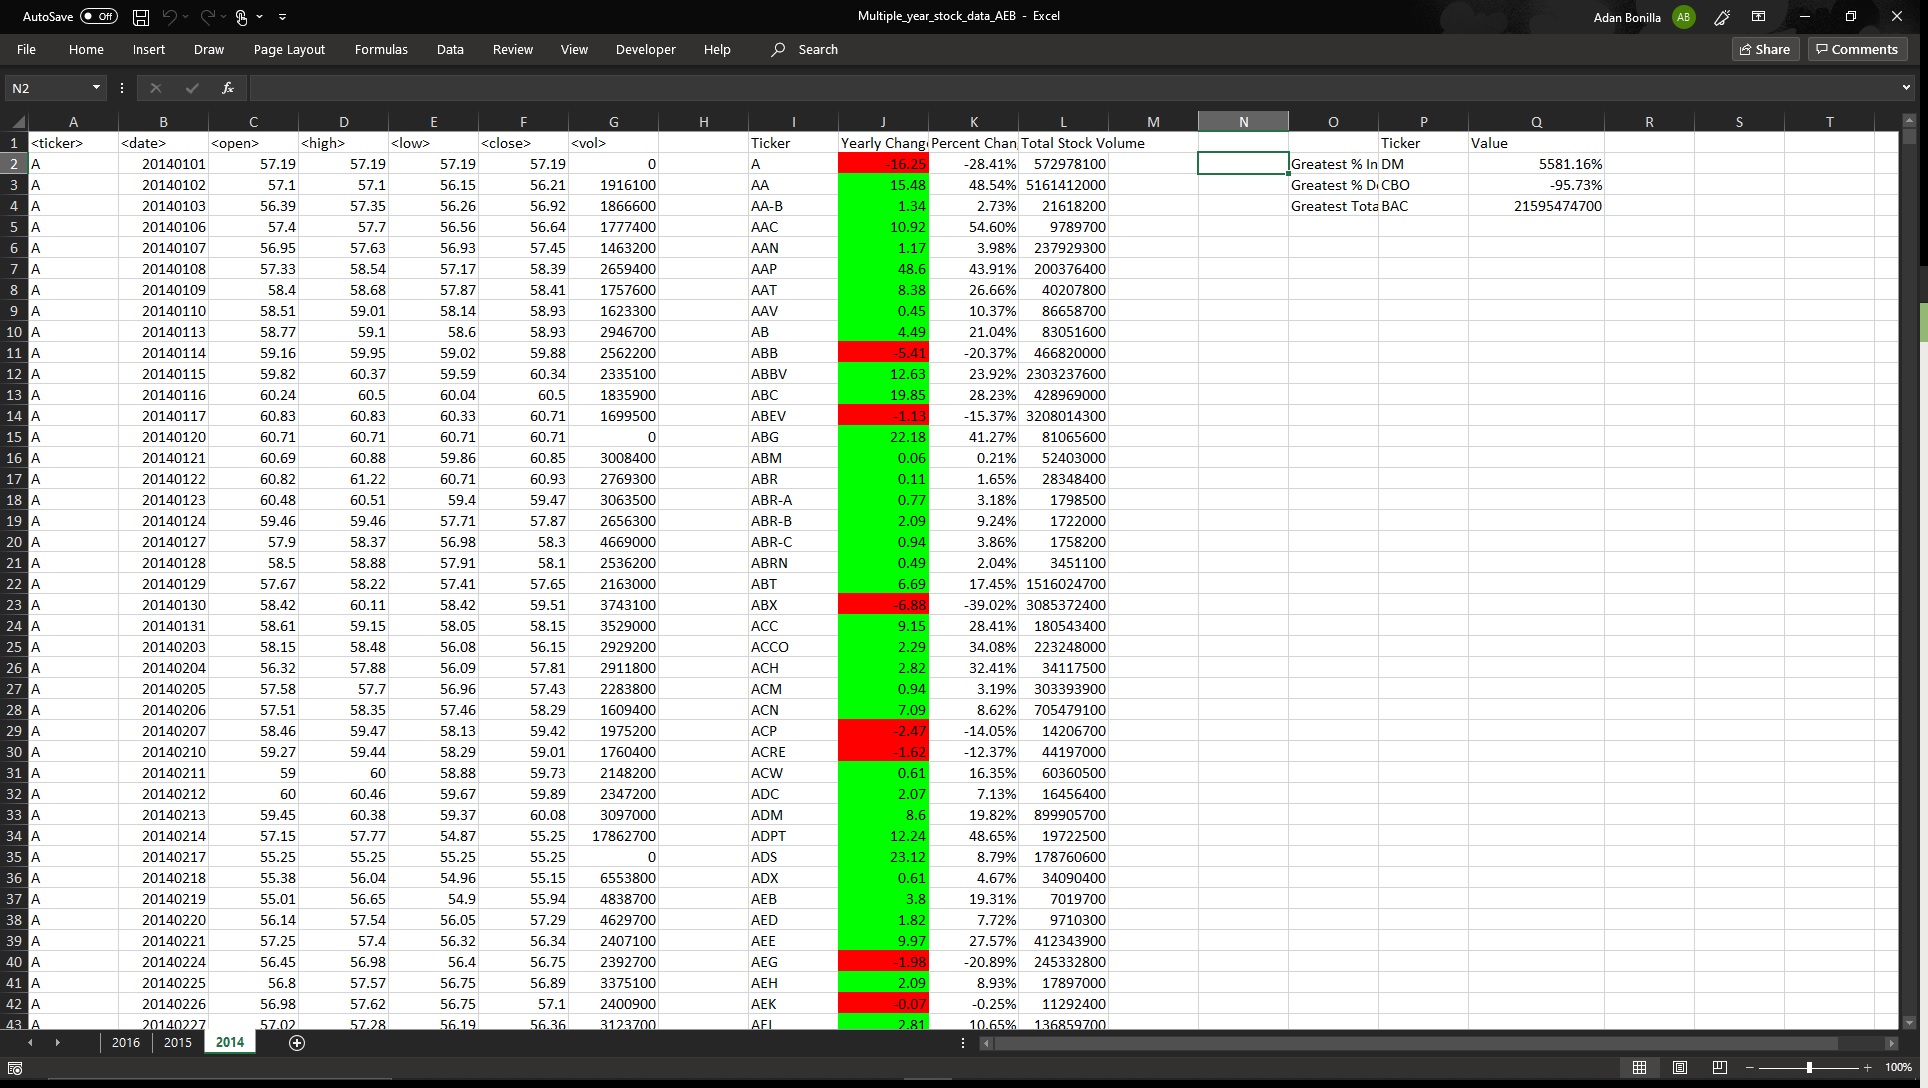 AutoSave Off Multiple_year_stock_data_AEB - Excel Adan Bonilla AB
File Home Insert Draw Page Layout Formulas Data Review View Developer Help Search Share Comments
N2 fx
A B C D E F G H I J K L M N O P Q R S T
1 <ticker> <date> <open> <high> <low> <close> <vol> Ticker Yearly Chang Percent Chan Total Stock Volume Ticker Value
2 A 20140101 57.19 57.19 57.19 57.19 0 A -16.25 -28.41% 572978100 Greatest % In DM 5581.16%
3 A 20140102 57.1 57.1 56.15 56.21 1916100 AA 15.48 48.54% 5161412000 Greatest % D CBO -95.73%
4 A 20140103 56.39 57.35 56.26 56.92 1866600 AA-B 1.34 2.73% 21618200 Greatest Tota BAC 21595474700
5 A 20140106 57.4 57.7 56.56 56.64 1777400 AAC 10.92 54.60% 9789700
6 A 20140107 56.95 57.63 56.93 57.45 1463200 AAN 1.17 3.98% 237929300
7 A 20140108 57.33 58.54 57.17 58.39 2659400 AAP 48.6 43.91% 200376400
8 A 20140109 58.4 58.68 57.87 58.41 1757600 AAT 8.38 26.66% 40207800
9 A 20140110 58.51 59.01 58.14 58.93 1623300 AAV 0.45 10.37% 86658700
10 A 20140113 58.77 59.1 58.6 58.93 2946700 AB 4.49 21.04% 83051600
11 A 20140114 59.16 59.95 59.02 59.88 2562200 ABB -5.41 -20.37% 466820000
12 A 20140115 59.82 60.37 59.59 60.34 2335100 ABBV 12.63 23.92% 2303237600
13 A 20140116 60.24 60.5 60.04 60.5 1835900 ABC 19.85 28.23% 428969000
14 A 20140117 60.83 60.83 60.33 60.71 1699500 ABEV -1.13 -15.37% 3208014300
15 A 20140120 60.71 60.71 60.71 60.71 0 ABG 22.18 41.27% 81065600
16 A 20140121 60.69 60.88 59.86 60.85 3008400 ABM 0.06 0.21% 52403000
17 A 20140122 60.82 61.22 60.71 60.93 2769300 ABR 0.11 1.65% 28348400
18 A 20140123 60.48 60.51 59.4 59.47 3063500 ABR-A 0.77 3.18% 1798500
19 A 20140124 59.46 59.46 57.71 57.87 2656300 ABR-B 2.09 9.24% 1722000
20 A 20140127 57.9 58.37 56.98 58.3 4669000 ABR-C 0.94 3.86% 1758200
21 A 20140128 58.5 58.88 57.91 58.1 2536200 ABRN 0.49 2.04% 3451100
22 A 20140129 57.67 58.22 57.41 57.65 2163000 ABT 6.69 17.45% 1516024700
23 A 20140130 58.42 60.11 58.42 59.51 3743100 ABX -6.88 -39.02% 3085372400
24 A 20140131 58.61 59.15 58.05 58.15 3529000 ACC 9.15 28.41% 180543400
25 A 20140203 58.15 58.48 56.08 56.15 2929200 ACCO 2.29 34.08% 223248000
26 A 20140204 56.32 57.88 56.09 57.81 2911800 ACH 2.82 32.41% 34117500
27 A 20140205 57.58 57.7 56.96 57.43 2283800 ACM 0.94 3.19% 303393900
28 A 20140206 57.51 58.35 57.46 58.29 1609400 ACN 7.09 8.62% 705479100
29 A 20140207 58.46 59.47 58.13 59.42 1975200 ACP -2.47 -14.05% 14206700
30 A 20140210 59.27 59.44 58.29 59.01 1760400 ACRE -1.62 -12.37% 44197000
31 A 20140211 59 60 58.88 59.73 2148200 ACW 0.61 16.35% 60360500
32 A 20140212 60 60.46 59.67 59.89 2347200 ADC 2.07 7.13% 16456400
33 A 20140213 59.45 60.38 59.37 60.08 3097000 ADM 8.6 19.82% 899905700
34 A 20140214 57.15 57.77 54.87 55.25 17862700 ADPT 12.24 48.65% 19722500
35 A 20140217 55.25 55.25 55.25 55.25 0 ADS 23.12 8.79% 178760600
36 A 20140218 55.38 56.04 54.96 55.15 6553800 ADX 0.61 4.67% 34090400
37 A 20140219 55.01 56.65 54.9 55.94 4838700 AEB 3.8 19.31% 7019700
38 A 20140220 56.14 57.54 56.05 57.29 4629700 AED 1.82 7.72% 9710300
39 A 20140221 57.25 57.4 56.32 56.34 2407100 AEE 9.97 27.57% 412343900
40 A 20140224 56.45 56.98 56.4 56.75 2392700 AEG -1.98 -20.89% 245332800
41 A 20140225 56.8 57.57 56.75 56.89 3375100 AEH 2.09 8.93% 17897000
42 A 20140226 56.98 57.62 56.75 57.1 2400900 AEK -0.07 -0.25% 11292400
43 A 20140227 57.02 57.28 56.19 56.36 3123700 AEL 2.81 10.65% 136859700
2016 2015 2014
100%